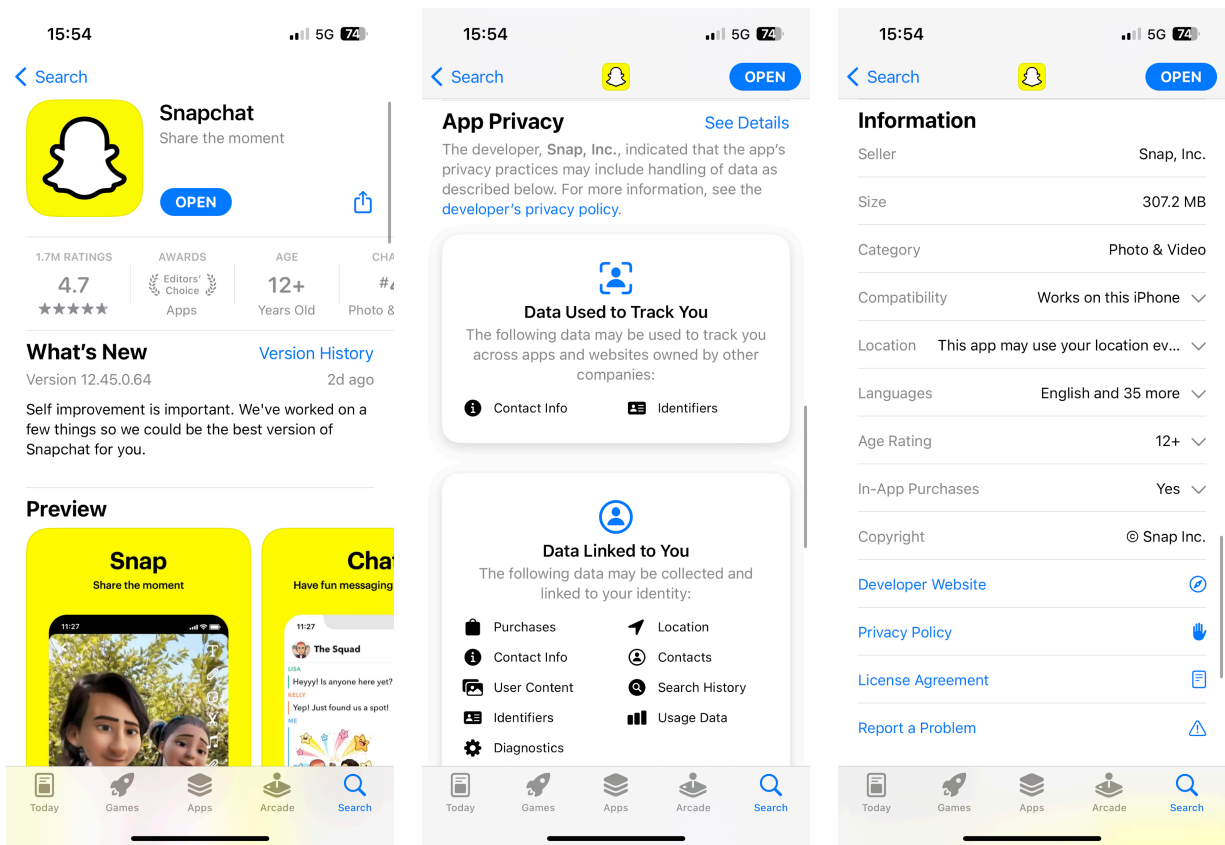 15:54
5G
74
Search
Snapchat
Share the moment
OPEN
1.7M RATINGS
4.7
AWARDS
Editors'
Choice
Apps
AGE
12+
Years Old
CHA
#4
Photo &
What's New
Version History
Version 12.45.0.64
2d ago
Self improvement is important. We've worked on a
few things so we could be the best version of
Snapchat for you.
Preview
Snap
Share the moment
11:27
Chat
Have fun messaging
11:27
The Squad
LISA
Heyyy! Is anyone here yet?
KELLY
Yep! Just found us a spot!
ME
Today
Games
Apps
Arcade
Search
15:54
5G
74
Search
OPEN
App Privacy
See Details
The developer, Snap, Inc., indicated that the app's
privacy practices may include handling of data as
described below. For more information, see the
developer's privacy policy.
Data Used to Track You
The following data may be used to track you
across apps and websites owned by other
companies:
Contact Info
Identifiers
Data Linked to You
The following data may be collected and
linked to your identity:
Purchases
Location
Contact Info
Contacts
User Content
Search History
Identifiers
Usage Data
Diagnostics
Today
Games
Apps
Arcade
Search
15:54
5G
74
Search
OPEN
Information
Seller
Snap, Inc.
Size
307.2 MB
Category
Photo & Video
Compatibility
Works on this iPhone
Location
This app may use your location ev...
Languages
English and 35 more
Age Rating
12+
In-App Purchases
Yes
Copyright
© Snap Inc.
Developer Website
Privacy Policy
License Agreement
Report a Problem
Today
Games
Apps
Arcade
Search